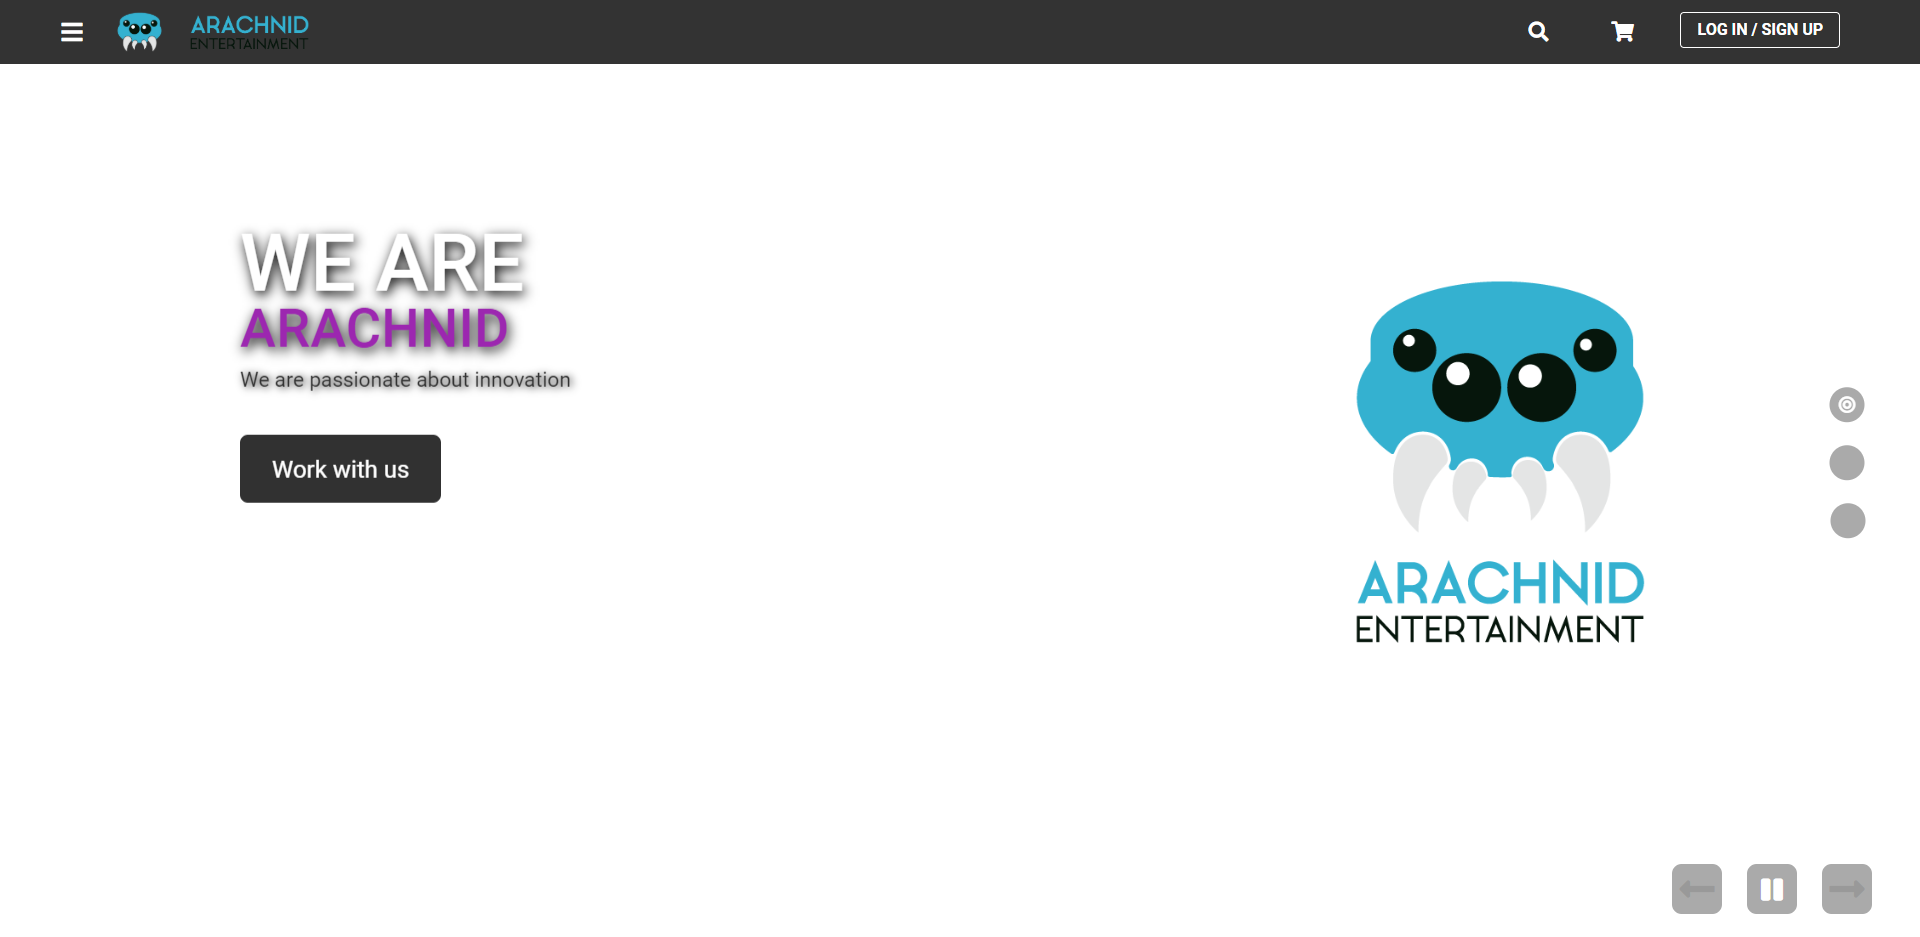 ARACHNID
ENTERTAINMENT
LOG IN / SIGN UP
WE ARE
ARACHNID
We are passionate about innovation
Work with us
ARACHNID
ENTERTAINMENT